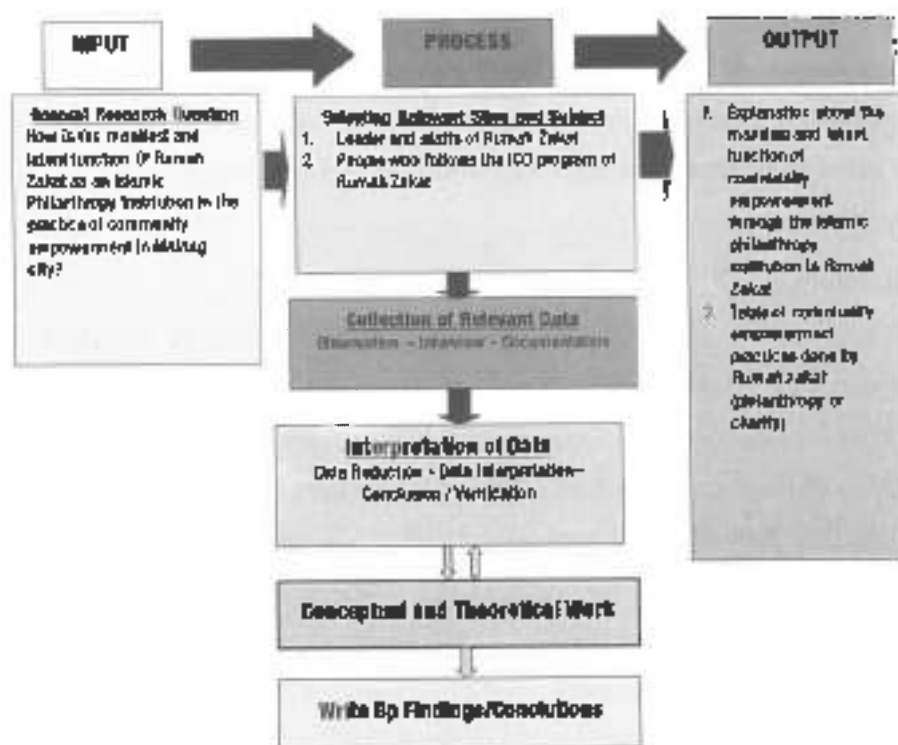 INPUT
PROCESS
OUTPUT
General Research Question
How is the manifest and
latent function of Rumah
Zakat as an Islamic
Philanthropy Institution in the
practice of community
empowerment in Malang
city?
Selecting Relevant Sites and Subject
1. Leader and staffs of Rumah Zakat
2. People who follows the ICD program of
Rumah Zakat
Collection of Relevant Data
Observation - Interview - Documentation
Interpretation of Data
Data Reduction - Data Interpretation-
Conclusion / Verification
Conceptual and Theoretical Work
Write Up Findings/Conclutions
1. Explanation about the
manifest and latent
function of
community
empowerment
through the Islamic
philanthropy
institution in Rumah
Zakat
2. Table of community
empowerment
practices done by
Rumah zakat
(philanthropy or
charity)